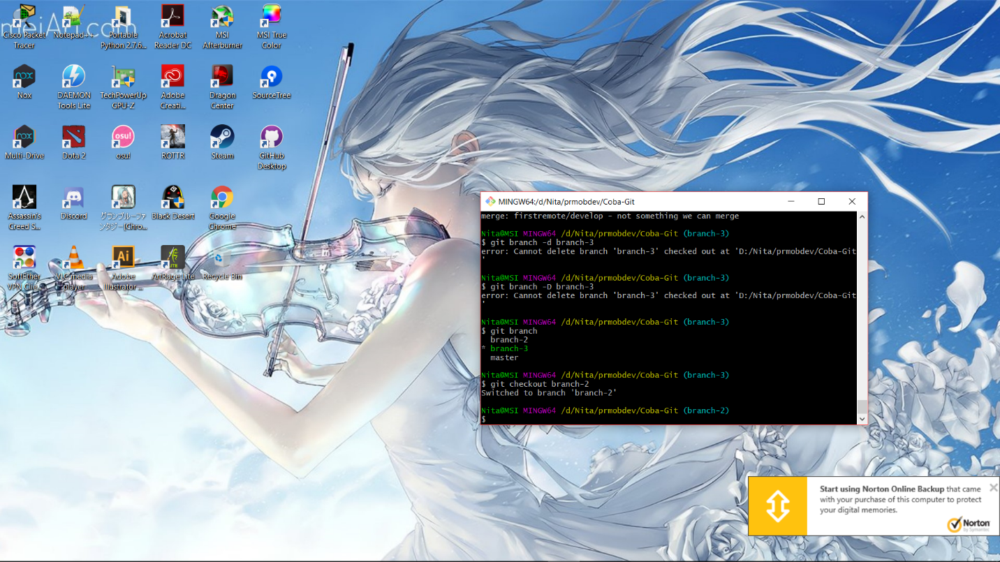 meiArt.com
Cisco Packet
Tracer
Notepad++
Portable
Python 2.7.6...
Acrobat
Reader DC
MSI
Afterburner
MSI True
Color
nox
Nox
DAEMON
Tools Lite
TechPowerUp
GPU-Z
Adobe
Creati...
Dragon
Center
SourceTree
nox
Multi-Drive
Dota 2
osu!
osu!
ROTTR
Steam
GitHub
Desktop
Assassin's
Creed S...
Discord
グランブルーファ
ンタジー[Chro...
Black Desert
Google
Chrome
SoftEther
VPN Clie...
VLC media
player
Ai
Adobe
Illustrator ...
LITE
ArtRage Lite
Recycle Bin
MINGW64:/d/Nita/prmobdev/Coba-Git
merge: firstremote/develop - not something we can merge
Nita@MSI MINGW64 /d/Nita/prmobdev/Coba-Git (branch-3)
$ git branch -d branch-3
error: Cannot delete branch 'branch-3' checked out at 'D:/Nita/prmobdev/Coba-Git
'
Nita@MSI MINGW64 /d/Nita/prmobdev/Coba-Git (branch-3)
$ git branch -D branch-3
error: Cannot delete branch 'branch-3' checked out at 'D:/Nita/prmobdev/Coba-Git
'
Nita@MSI MINGW64 /d/Nita/prmobdev/Coba-Git (branch-3)
$ git branch
branch-2
* branch-3
master
Nita@MSI MINGW64 /d/Nita/prmobdev/Coba-Git (branch-3)
$ git checkout branch-2
Switched to branch 'branch-2'
Nita@MSI MINGW64 /d/Nita/prmobdev/Coba-Git (branch-2)
$
Start using Norton Online Backup that came
with your purchase of this computer to protect
your digital memories.
Norton
by Symantec